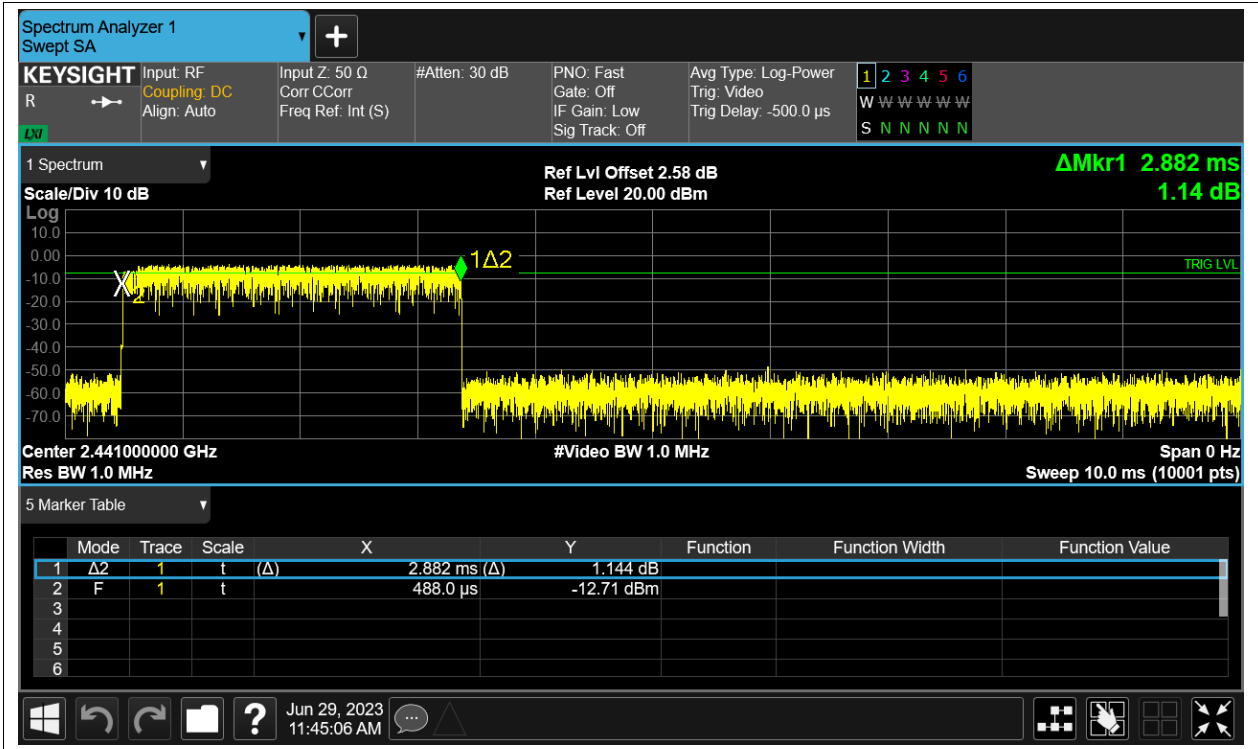 Spectrum Analyzer 1
Swept SA
KEYSIGHT Input: RF Input Z: 50 Ω #Atten: 30 dB PNO: Fast Avg Type: Log-Power 1 2 3 4 5 6
R Coupling: DC Corr CCorr Gate: Off Trig: Video W W W W W W
Align: Auto Freq Ref: Int (S) IF Gain: Low Trig Delay: -500.0 µs
LXI Sig Track: Off S N N N N N
1 Spectrum
Ref Lvl Offset 2.58 dB ΔMkr1 2.882 ms
Scale/Div 10 dB Ref Level 20.00 dBm 1.14 dB
Log
10.0
0.00 1Δ2
TRIG LVL
-10.0
X 2
-20.0
-30.0
-40.0
-50.0
-60.0
-70.0
Center 2.441000000 GHz #Video BW 1.0 MHz Span 0 Hz
Res BW 1.0 MHz Sweep 10.0 ms (10001 pts)
5 Marker Table
Mode Trace Scale X Y Function Function Width Function Value
1 Δ2 1 t (Δ) 2.882 ms (Δ) 1.144 dB
2 F 1 t 488.0 µs -12.71 dBm
3
4
5
6
? Jun 29, 2023
11:45:06 AM